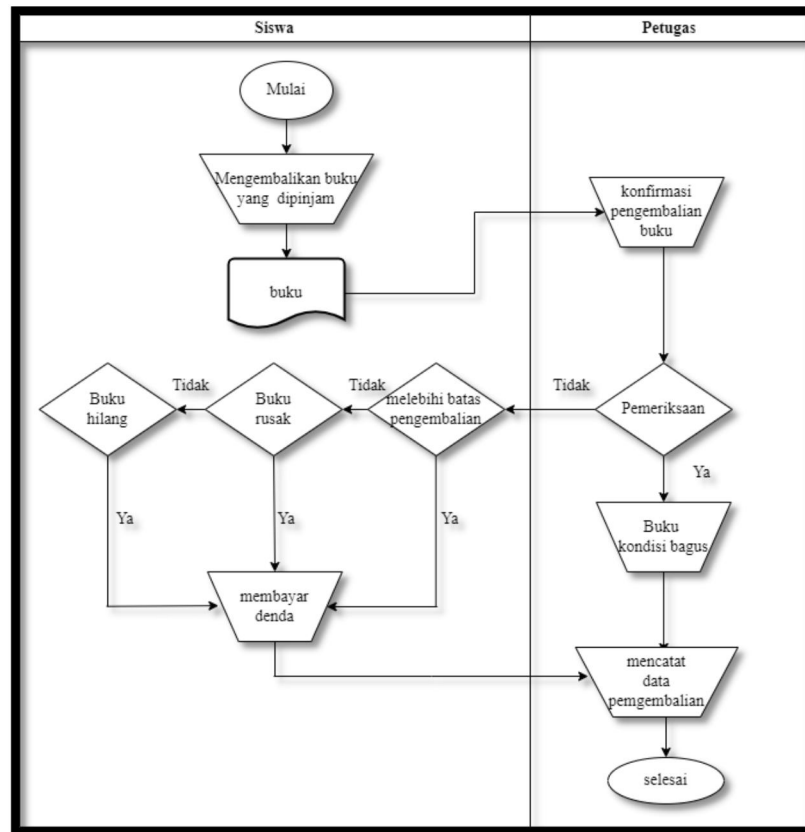 Siswa
Petugas
Mulai
Mengembalikan buku
yang dipinjam
konfirmasi
pengembalian
buku
buku
Buku
hilang
Tidak
Buku
rusak
Tidak
melebihi batas
pengembalian
Tidak
Pemeriksaan
Ya
Ya
Ya
Ya
Buku
kondisi bagus
membayar
denda
mencatat
data
pemgembalian
selesai